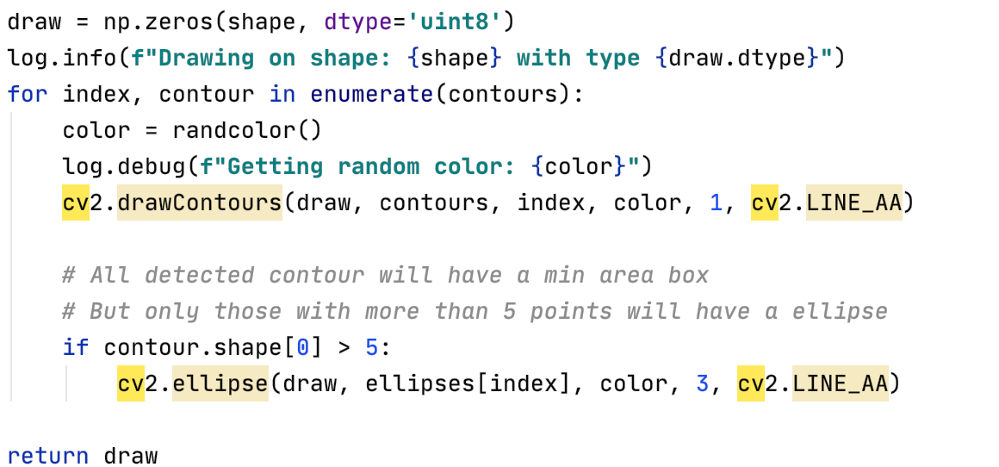 draw = np.zeros(shape, dtype='uint8')
log.info(f"Drawing on shape: {shape} with type {draw.dtype}")
for index, contour in enumerate(contours):
    color = randcolor()
    log.debug(f"Getting random color: {color}")
    cv2.drawContours(draw, contours, index, color, 1, cv2.LINE_AA)

    # All detected contour will have a min area box
    # But only those with more than 5 points will have a ellipse
    if contour.shape[0] > 5:
        cv2.ellipse(draw, ellipses[index], color, 3, cv2.LINE_AA)

return draw